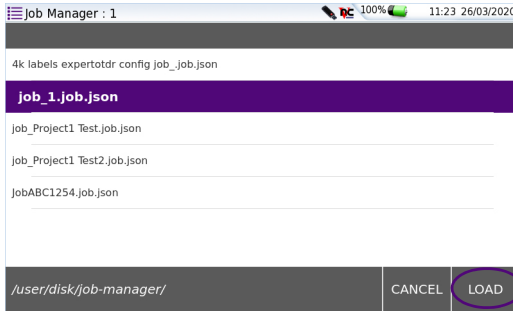 Job Manager : 1
DC 100% 11:23 26/03/2020
4k labels expertotdr config job_.job.json
job_1.job.json
job_Project1 Test.job.json
job_Project1 Test2.job.json
JobABC1254.job.json
/user/disk/job-manager/
CANCEL
LOAD